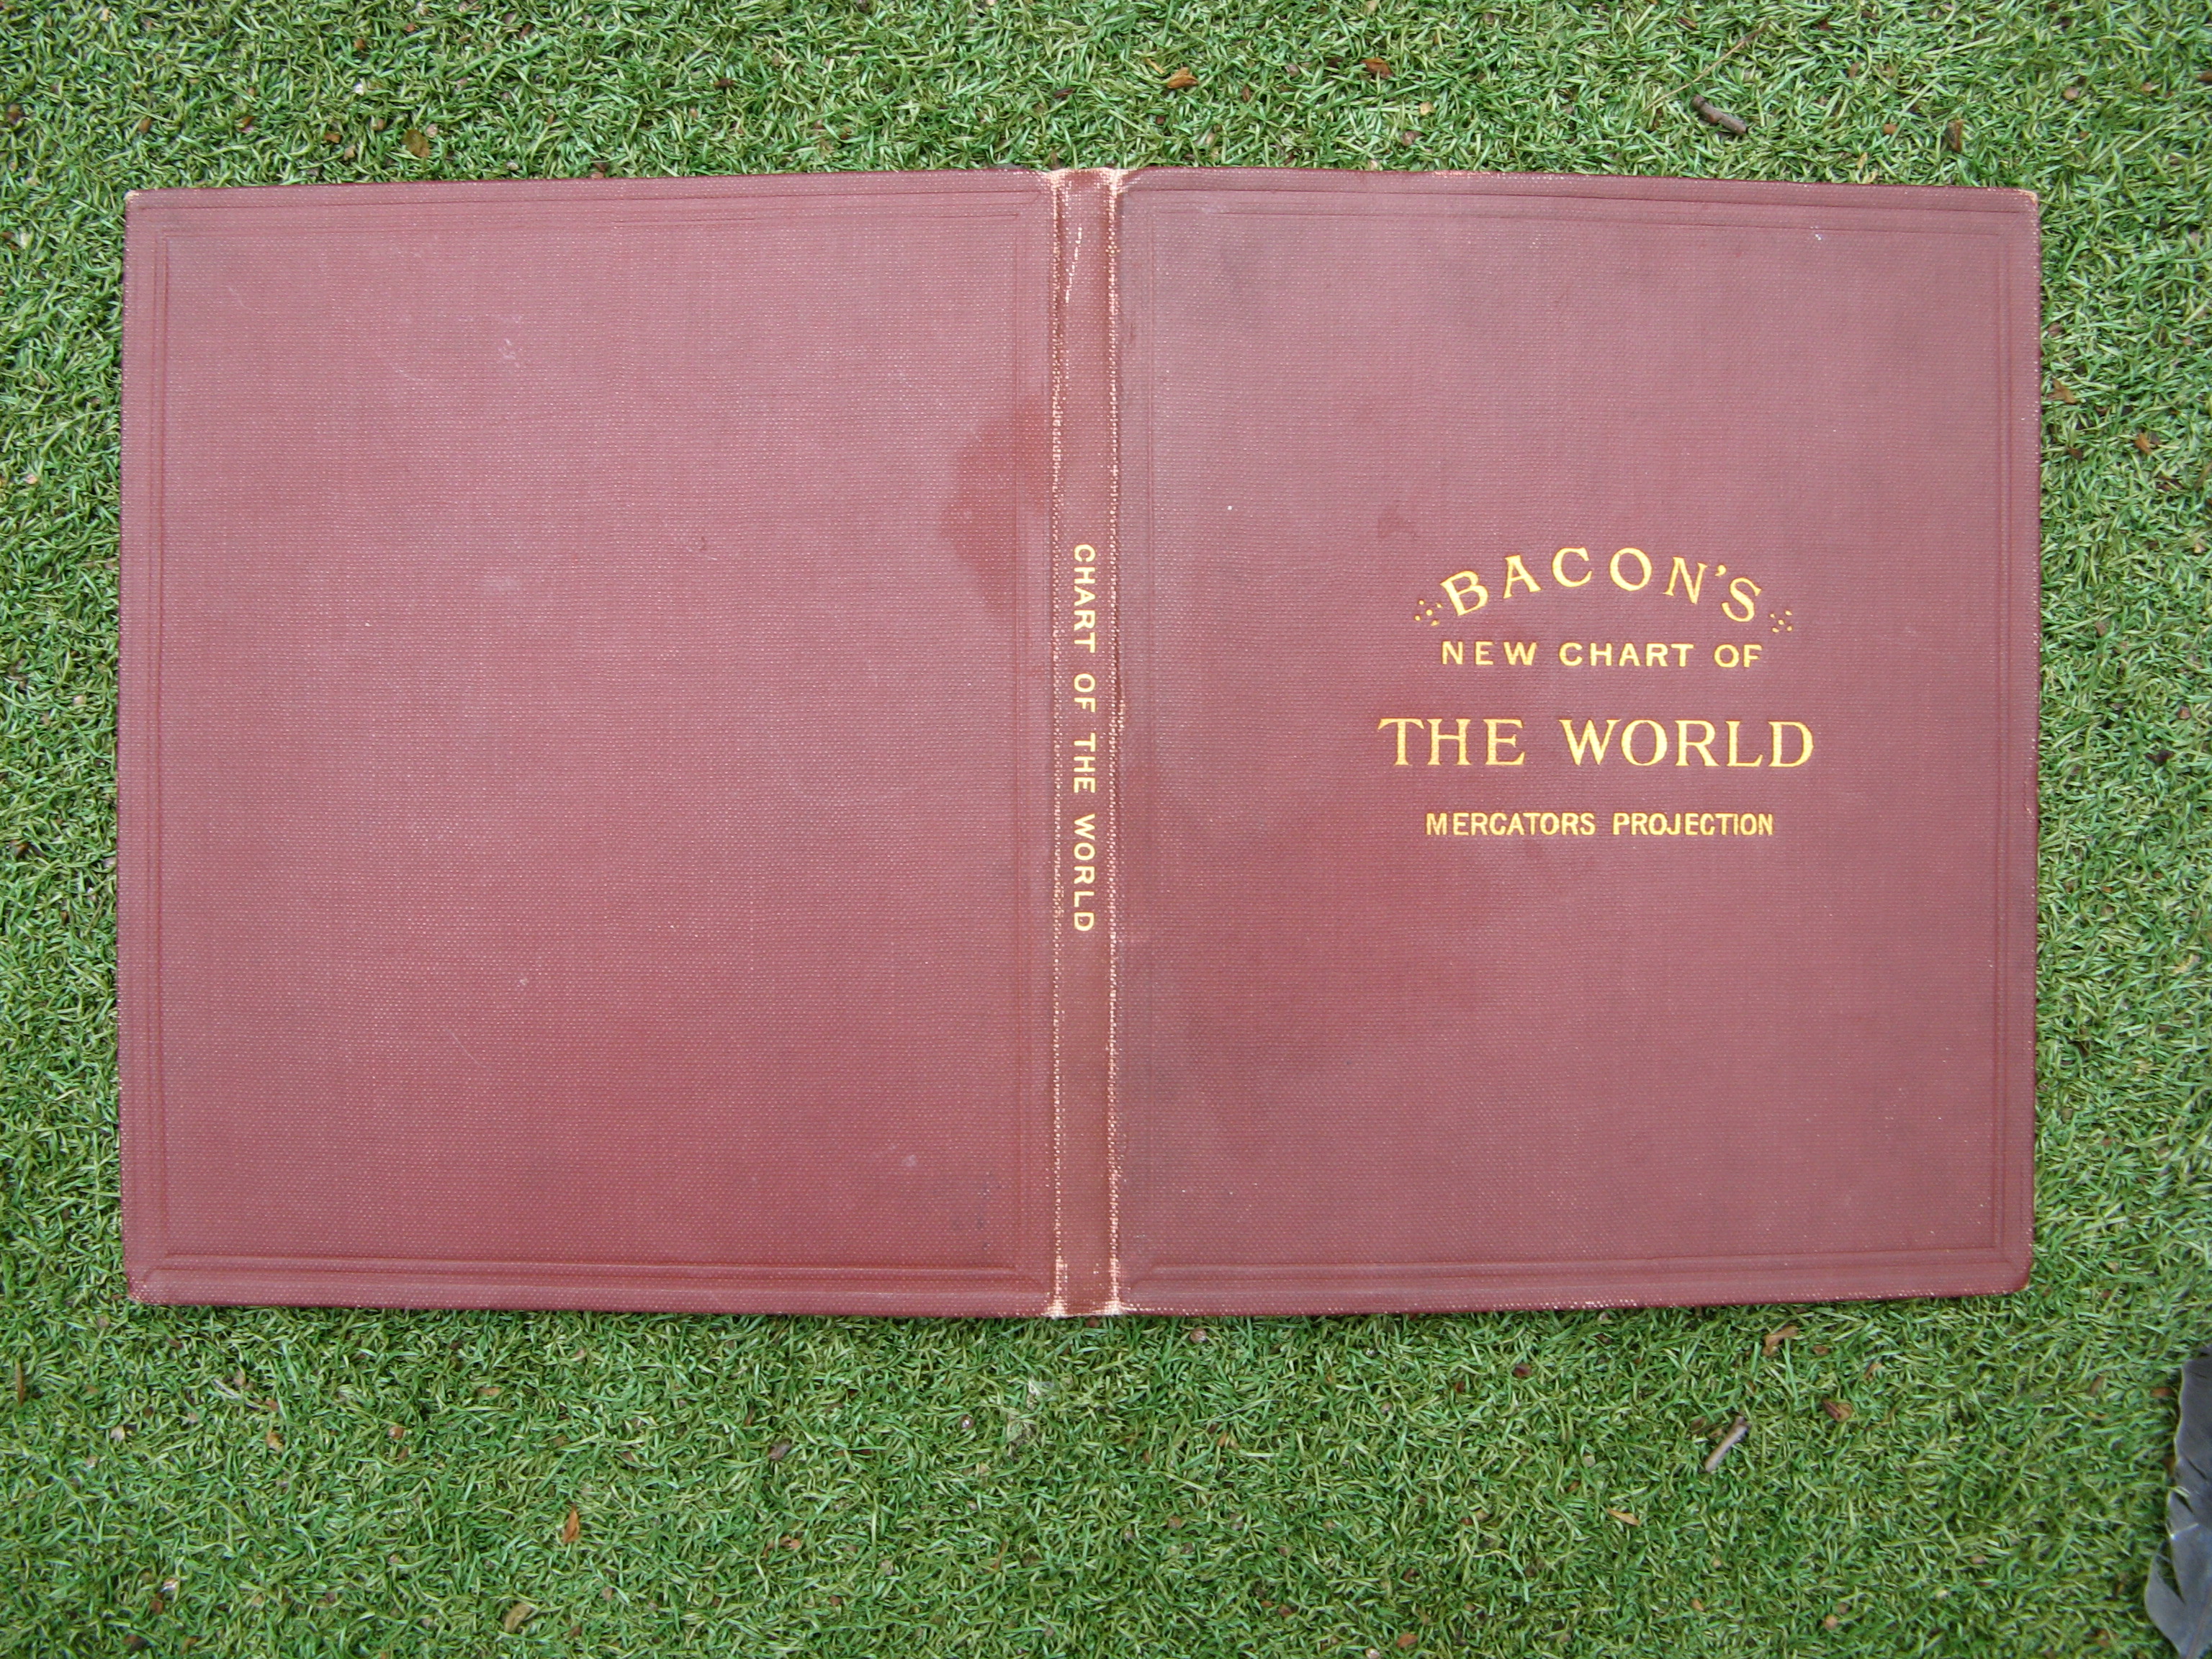 CHART OF THE WORLD
BACON'S
NEW CHART OF
THE WORLD
MERCATORS PROJECTION